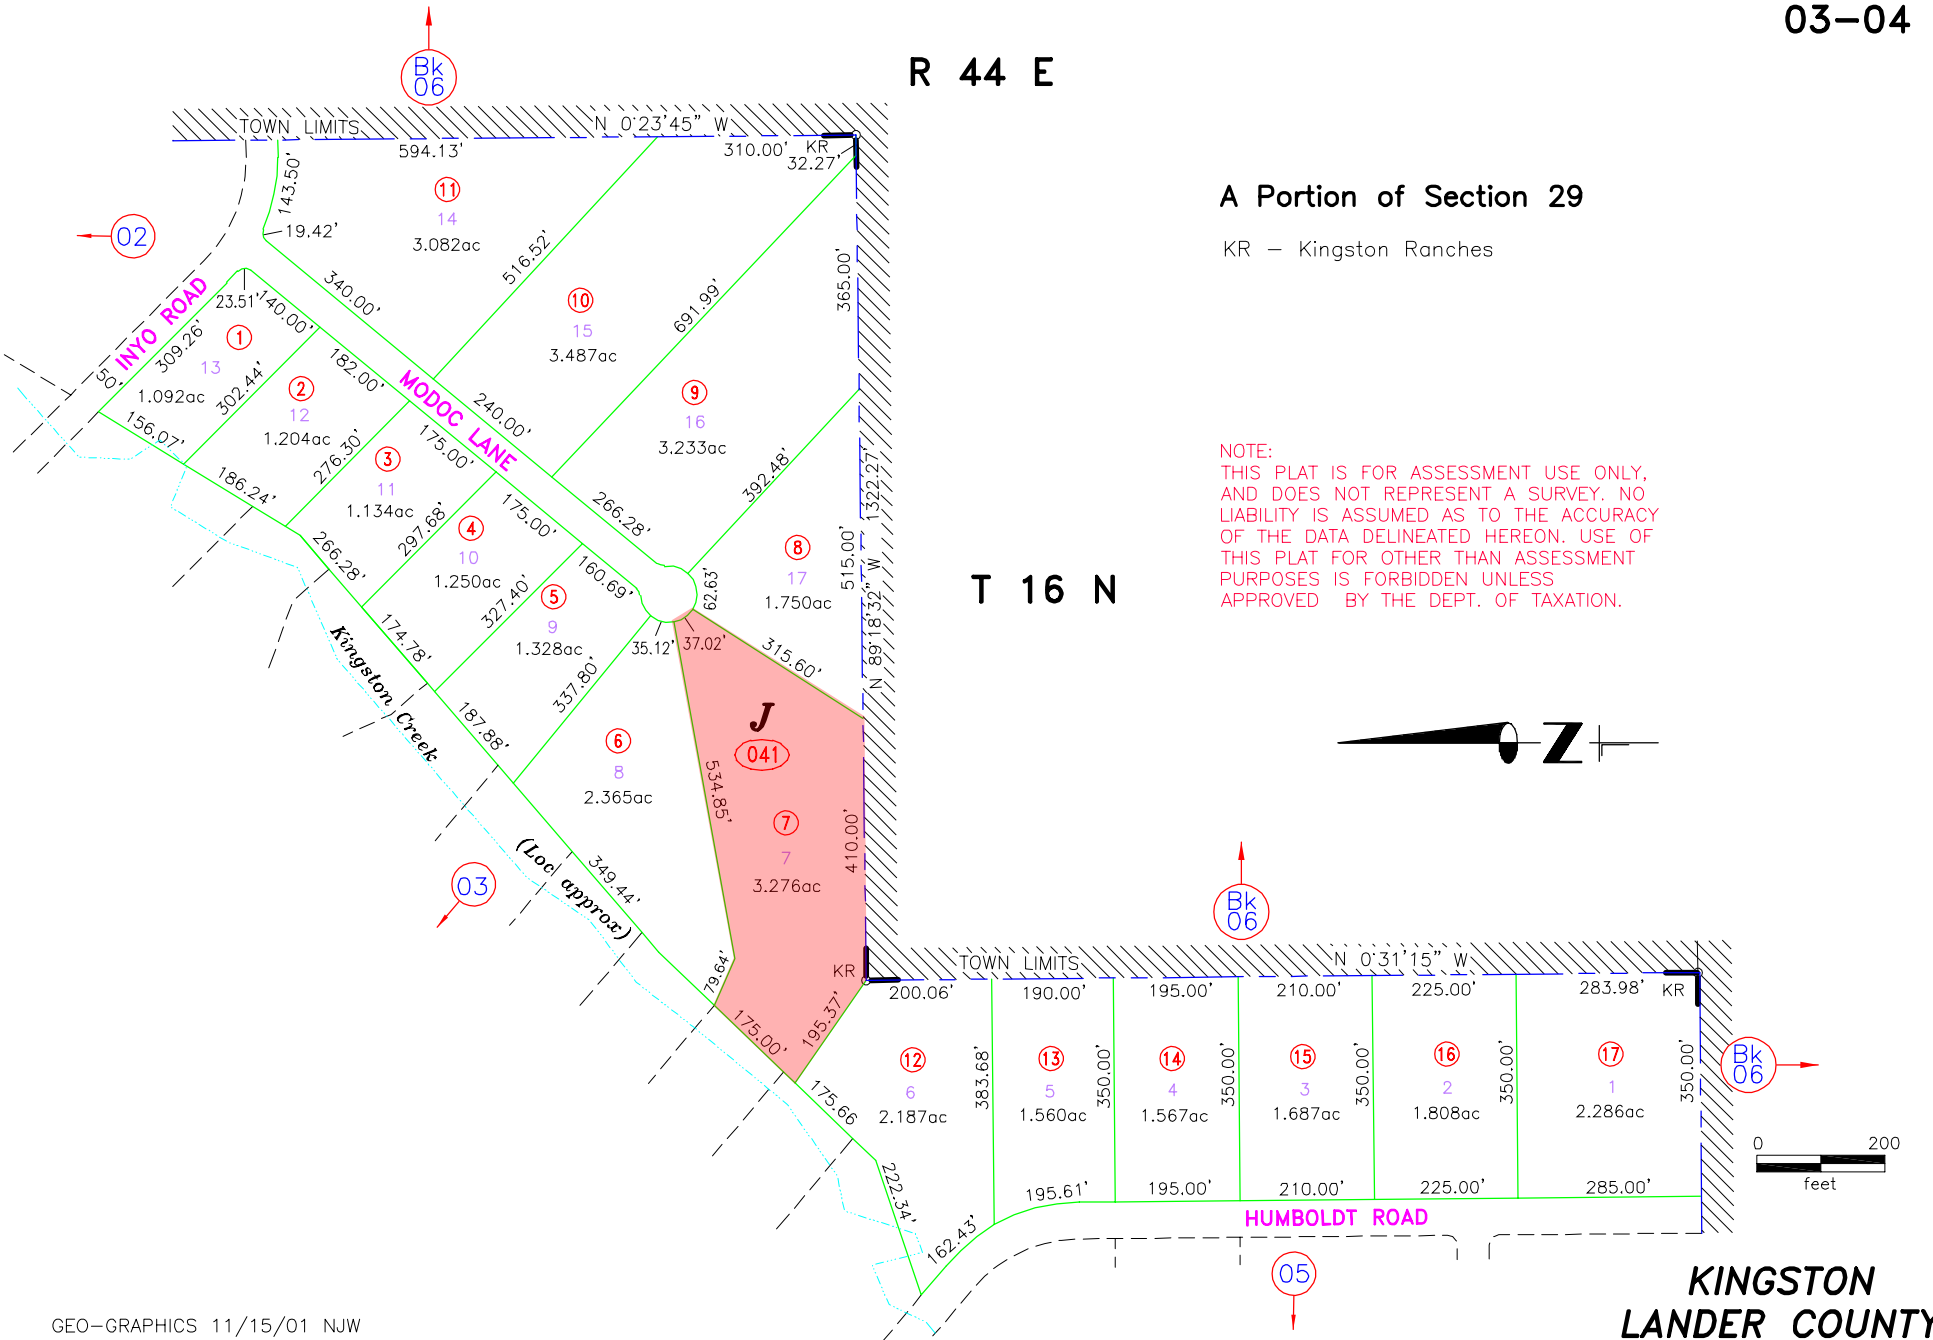 03-04
Bk
06
R 44 E
TOWN LIMITS
N 0°23'45" W
594.13'
310.00'
KR
32.27'
143.50'
11
14
3.082ac
19.42'
02
A Portion of Section 29
KR - Kingston Ranches
340.00'
516.52'
10
15
3.487ac
691.99'
365.00'
INYO ROAD
50'
309.26'
23.51'
140.00'
1
13
1.092ac
302.44'
156.07'
182.00'
2
12
1.204ac
276.30'
186.24'
MODOC LANE
240.00'
9
16
3.233ac
392.48'
175.00'
3
11
1.134ac
297.68'
266.28'
266.28'
175.00'
4
10
1.250ac
327.40'
174.78'
160.69'
5
9
1.328ac
337.80'
187.88'
62.63'
8
17
1.750ac
515.00'
N 89°18'32" W 1322.27'
315.60'
35.12'
37.02'
NOTE:
THIS PLAT IS FOR ASSESSMENT USE ONLY,
AND DOES NOT REPRESENT A SURVEY. NO
LIABILITY IS ASSUMED AS TO THE ACCURACY
OF THE DATA DELINEATED HEREON. USE OF
THIS PLAT FOR OTHER THAN ASSESSMENT
PURPOSES IS FORBIDDEN UNLESS
APPROVED BY THE DEPT. OF TAXATION.
T 16 N
Z
Kingston Creek
(Loc approx)
6
8
2.365ac
534.85'
349.44'
79.64'
J
041
7
7
3.276ac
410.00'
KR
175.00'
195.37'
03
Bk
06
TOWN LIMITS
N 0°31'15" W
200.06'
190.00'
195.00'
210.00'
225.00'
283.98'
KR
12
6
2.187ac
383.68'
13
5
1.560ac
350.00'
14
4
1.567ac
350.00'
15
3
1.687ac
350.00'
16
2
1.808ac
350.00'
17
1
2.286ac
350.00'
Bk
06
175.66
222.34'
162.43'
195.61'
195.00'
210.00'
225.00'
285.00'
HUMBOLDT ROAD
0 200
feet
05
KINGSTON
LANDER COUNTY
GEO-GRAPHICS 11/15/01 NJW